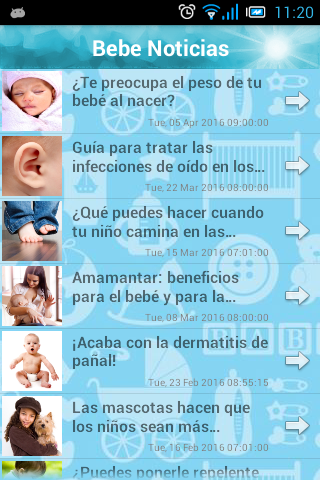 11:20
Bebe Noticias
¿Te preocupa el peso de tu
bebé al nacer?
Tue, 05 Apr 2016 09:00:00
Guía para tratar las
infecciones de oído en los...
Tue, 22 Mar 2016 08:00:00
¿Qué puedes hacer cuando
tu niño camina en las...
Tue, 15 Mar 2016 07:01:00
Amamantar: beneficios
para el bebé y para la...
Tue, 08 Mar 2016 08:00:00
¡Acaba con la dermatitis de
pañal!
Tue, 23 Feb 2016 08:55:15
Las mascotas hacen que
los niños sean más...
Tue, 16 Feb 2016 07:01:00
¿Puedes ponerle repelente